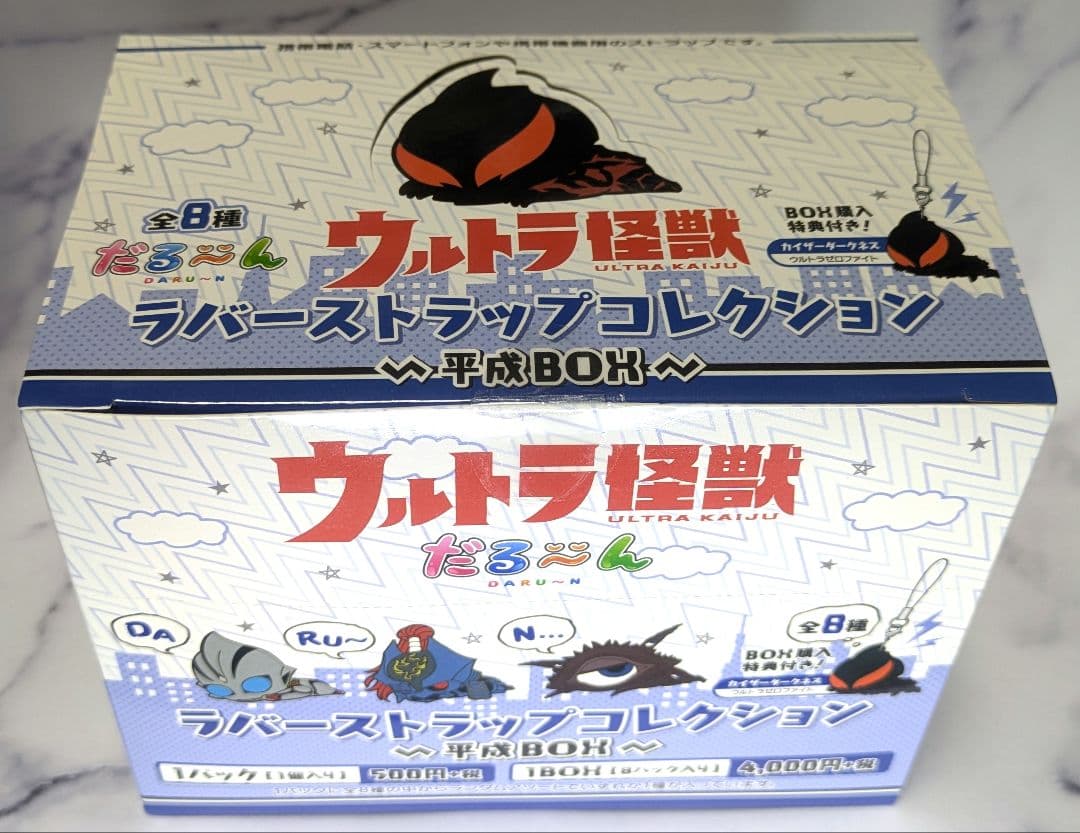 携帯電話・スマートフォンや携帯機器用のストラップです。
全8種
だる〜ん
DARU〜N
ウルトラ怪獣
ULTRA KAIJU
BOX購入
特典付き!
カイザーダークネス
ウルトラゼロファイト
ラバーストラップコレクション
〜平成BOX〜
ウルトラ怪獣
ULTRA KAIJU
だる〜ん
DARU〜N
DA
RU〜
N...
全8種
BOX購入
特典付き!
カイザーダークネス
ウルトラゼロファイト
ラバーストラップコレクション
〜平成BOX〜
1パック[1個入り] 500円+税 1BOX[8パック入り] 4,000円+税